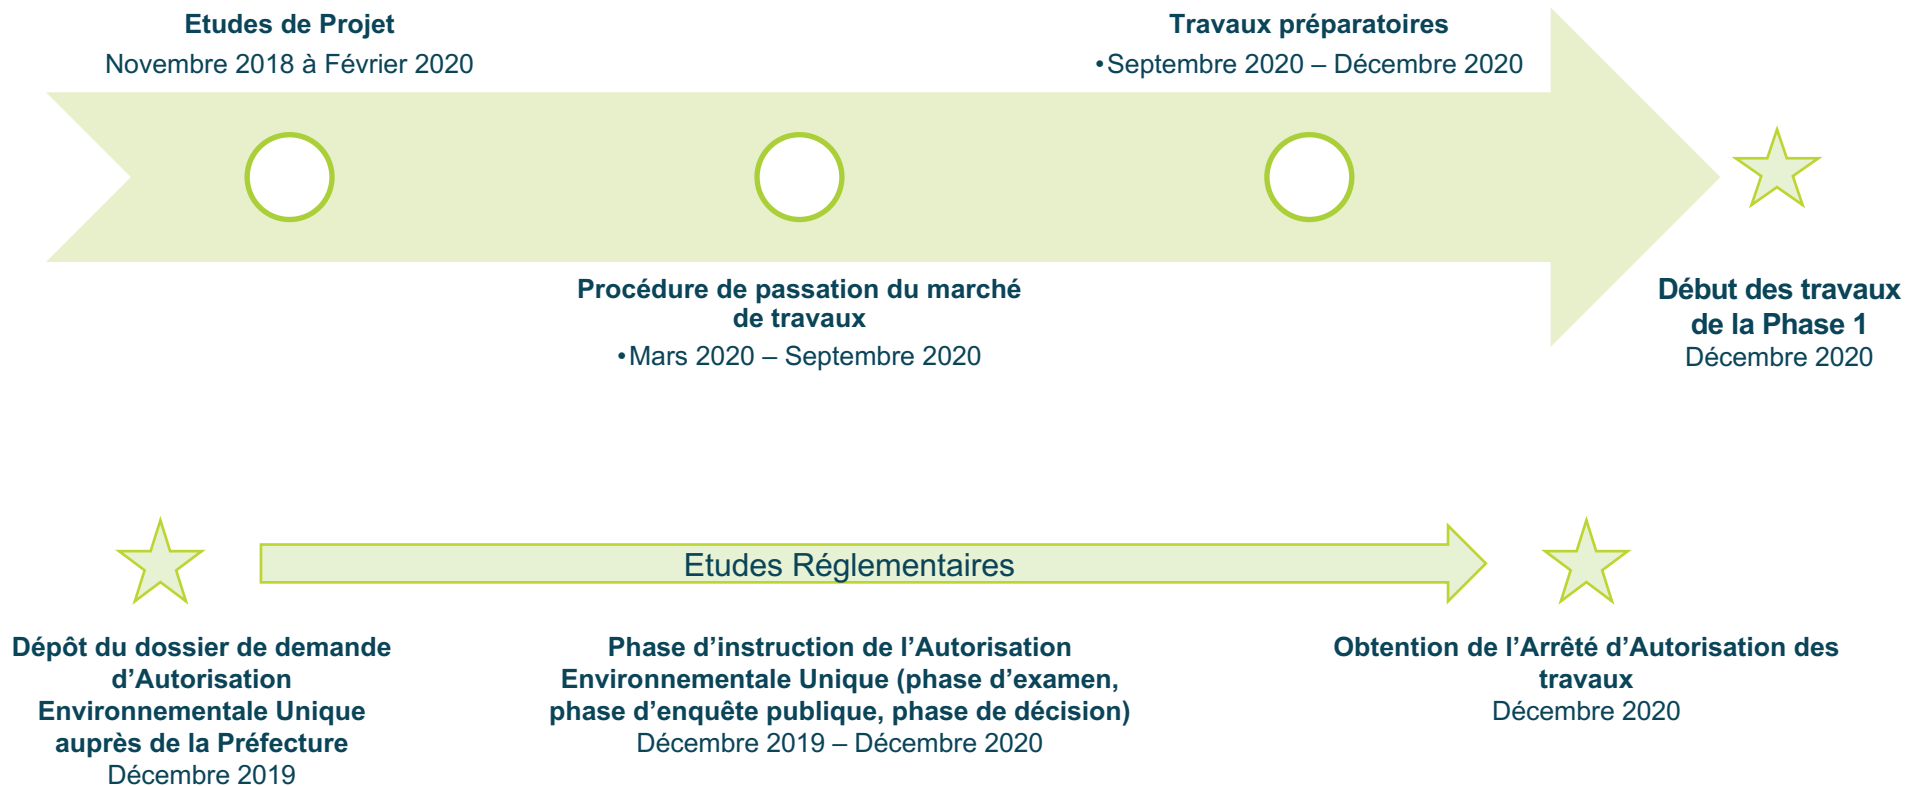 Etudes de Projet
Novembre 2018 à Février 2020
Travaux préparatoires
•Septembre 2020 – Décembre 2020
Procédure de passation du marché
de travaux
•Mars 2020 – Septembre 2020
Début des travaux
de la Phase 1
Décembre 2020
Etudes Réglementaires
Dépôt du dossier de demande
d’Autorisation
Environnementale Unique
auprès de la Préfecture
Décembre 2019
Phase d’instruction de l’Autorisation
Environnementale Unique (phase d’examen,
phase d’enquête publique, phase de décision)
Décembre 2019 – Décembre 2020
Obtention de l’Arrêté d’Autorisation des
travaux
Décembre 2020